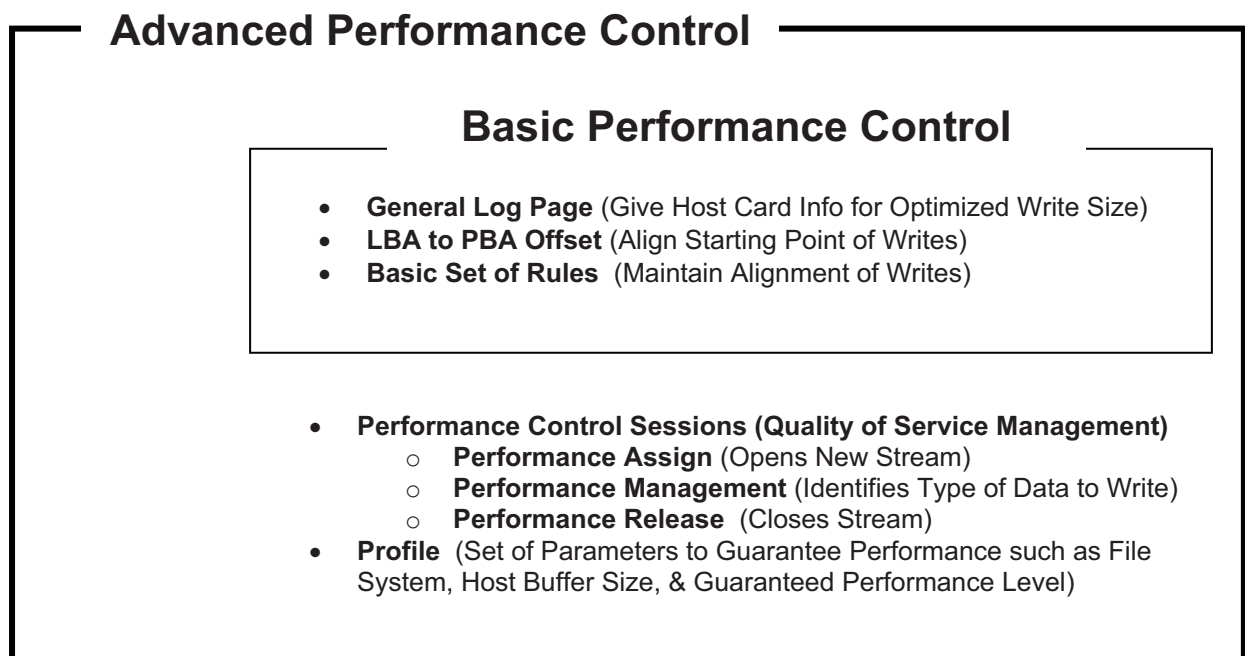 Advanced Performance Control
Basic Performance Control
• General Log Page (Give Host Card Info for Optimized Write Size)
• LBA to PBA Offset (Align Starting Point of Writes)
• Basic Set of Rules (Maintain Alignment of Writes)
• Performance Control Sessions (Quality of Service Management)
○ Performance Assign (Opens New Stream)
○ Performance Management (Identifies Type of Data to Write)
○ Performance Release (Closes Stream)
• Profile (Set of Parameters to Guarantee Performance such as File
System, Host Buffer Size, & Guaranteed Performance Level)